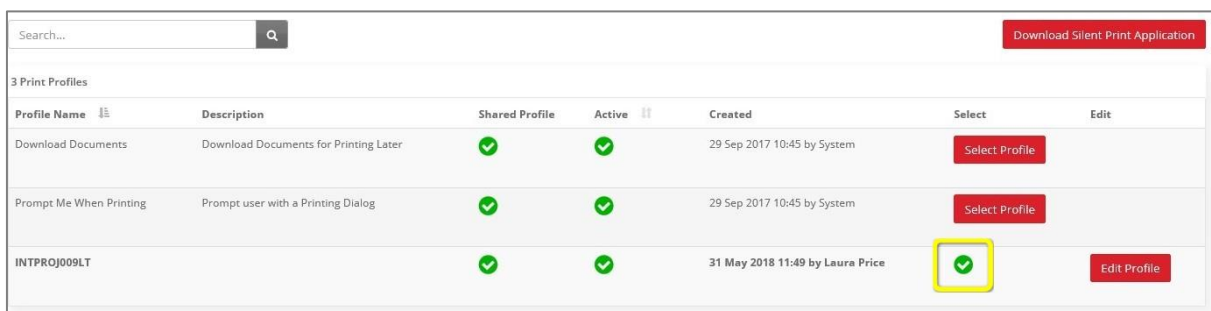 Search...
Download Silent Print Application
3 Print Profiles
Profile Name Description Shared Profile Active Created Select Edit
Download Documents Download Documents for Printing Later 29 Sep 2017 10:45 by System Select Profile
Prompt Me When Printing Prompt user with a Printing Dialog 29 Sep 2017 10:45 by System Select Profile
INTPROJ009LT 31 May 2018 11:49 by Laura Price Edit Profile